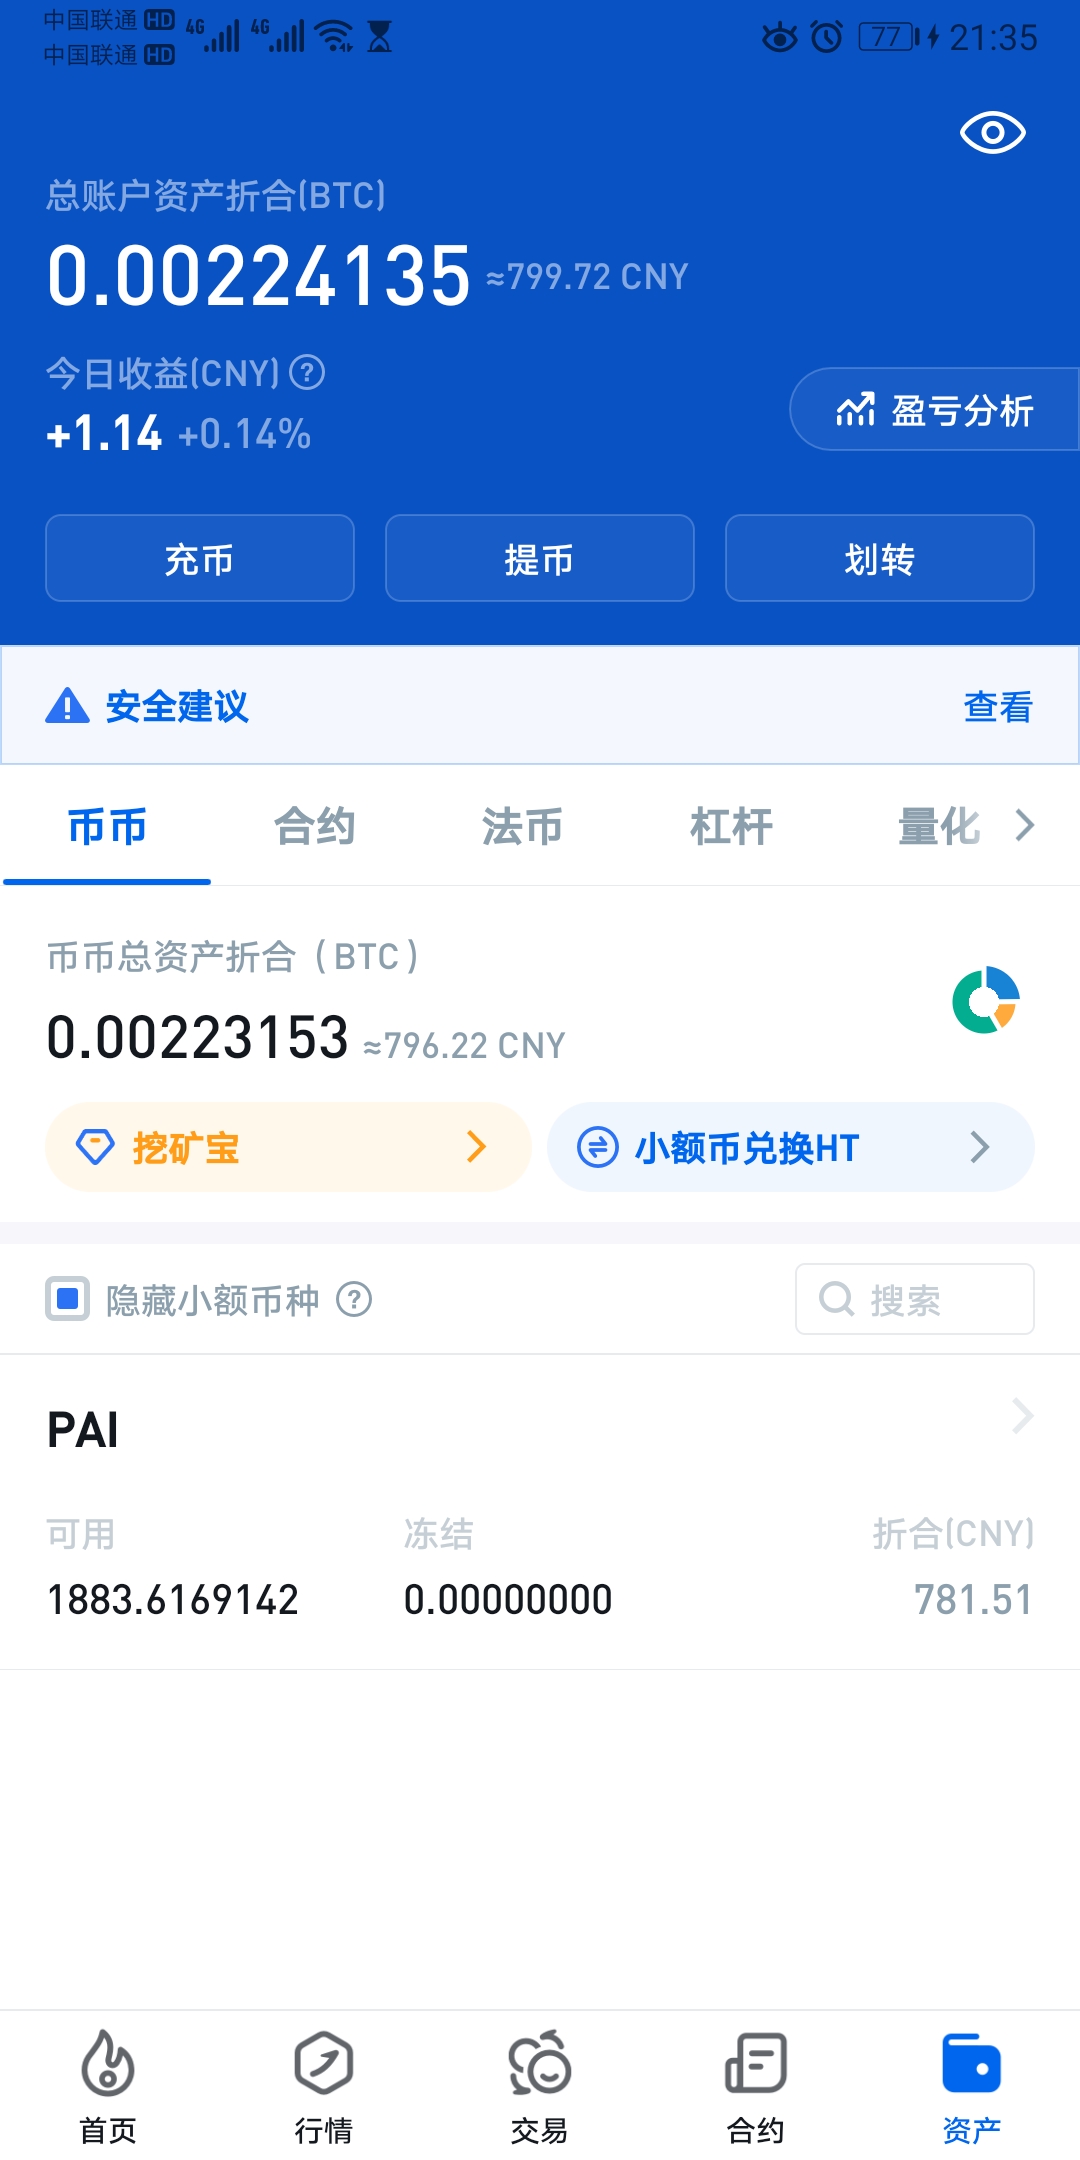 中国联通 HD 4G 4G 77 21:35
中国联通 HD
总账户资产折合(BTC)
0.00224135 ≈799.72 CNY
今日收益(CNY) ?
+1.14 +0.14%
盈亏分析
充币 提币 划转
安全建议 查看
币币 合约 法币 杠杆 量化
币币总资产折合（BTC）
0.00223153 ≈796.22 CNY
挖矿宝 小额币兑换HT
隐藏小额币种 ? 搜索
PAI
可用 冻结 折合(CNY)
1883.6169142 0.00000000 781.51
首页 行情 交易 合约 资产